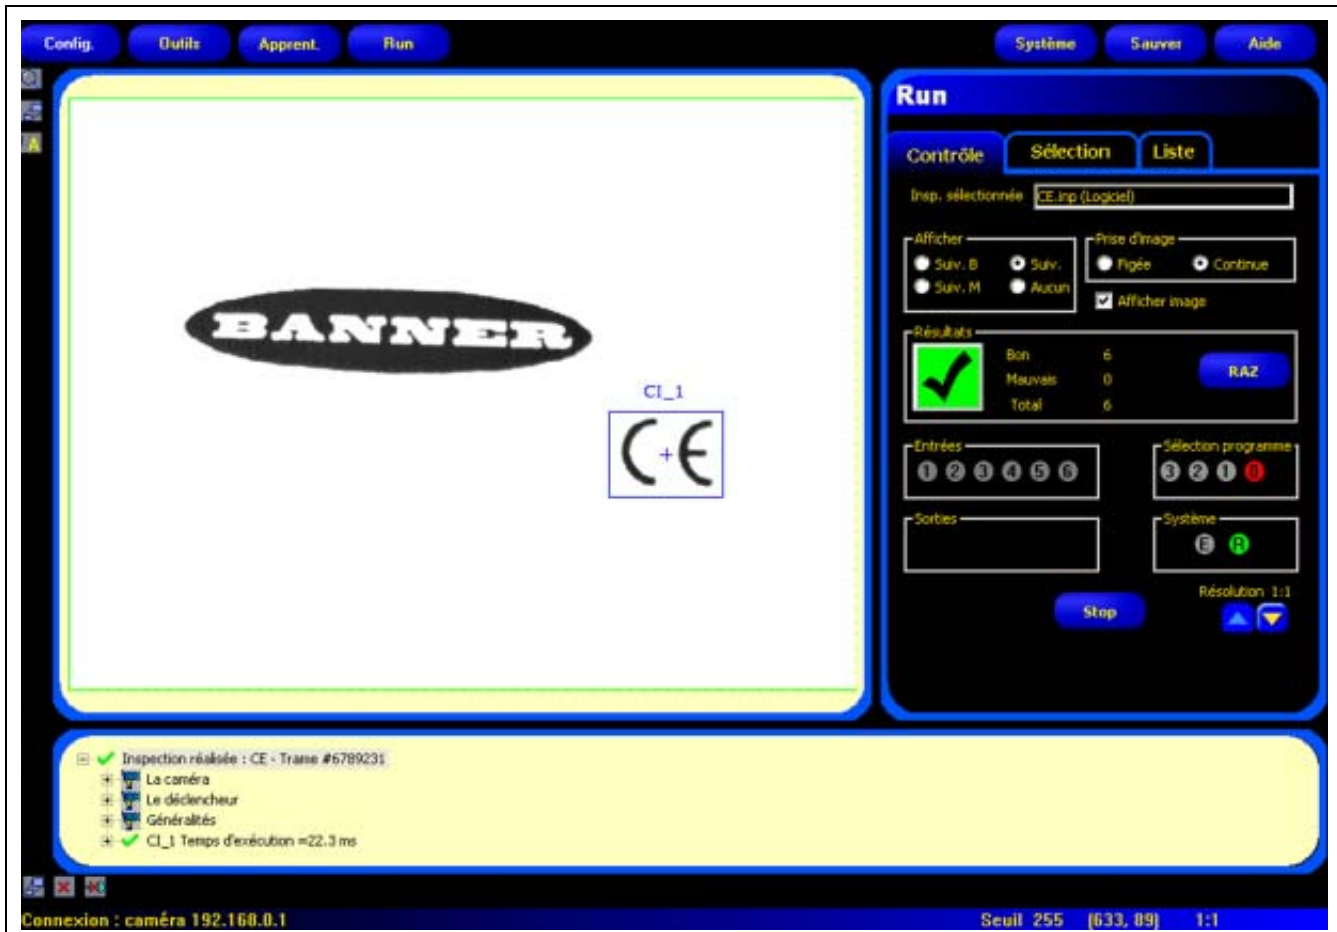 Config. Outils Apprent. Run Système Sauver Aide
A
Run
Contrôle Sélection Liste
Insp. sélectionnée CE.inp (Logiciel)
Afficher
Suiv. B Suiv.
Suiv. M Aucun
Prise d'image
Figée Continue
Afficher image
BANNER
CI_1
CE
Résultats
Bon 6
Mauvais 0
Total 6
RAZ
Entrées
1 2 3 4 5 6
Sélection programme
3 2 1 0
Sorties
Système
E R
Résolution 1:1
Stop
Inspection réalisée : CE - Trame #6789231
La caméra
Le déclencheur
Généralités
CI_1 Temps d'exécution =22.3 ms
Connexion : caméra 192.168.0.1 Seuil 255 (633, 89) 1:1